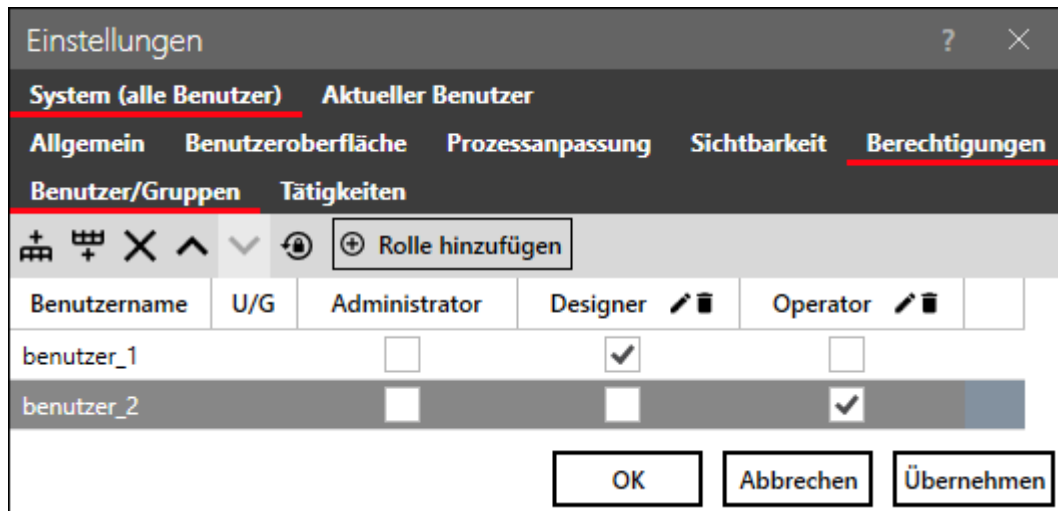 Einstellungen ?
System (alle Benutzer) Aktueller Benutzer
Allgemein Benutzeroberfläche Prozessanpassung Sichtbarkeit Berechtigungen
Benutzer/Gruppen Tätigkeiten
Rolle hinzufügen
Benutzername U/G Administrator Designer Operator
benutzer_1
benutzer_2
OK Abbrechen Übernehmen